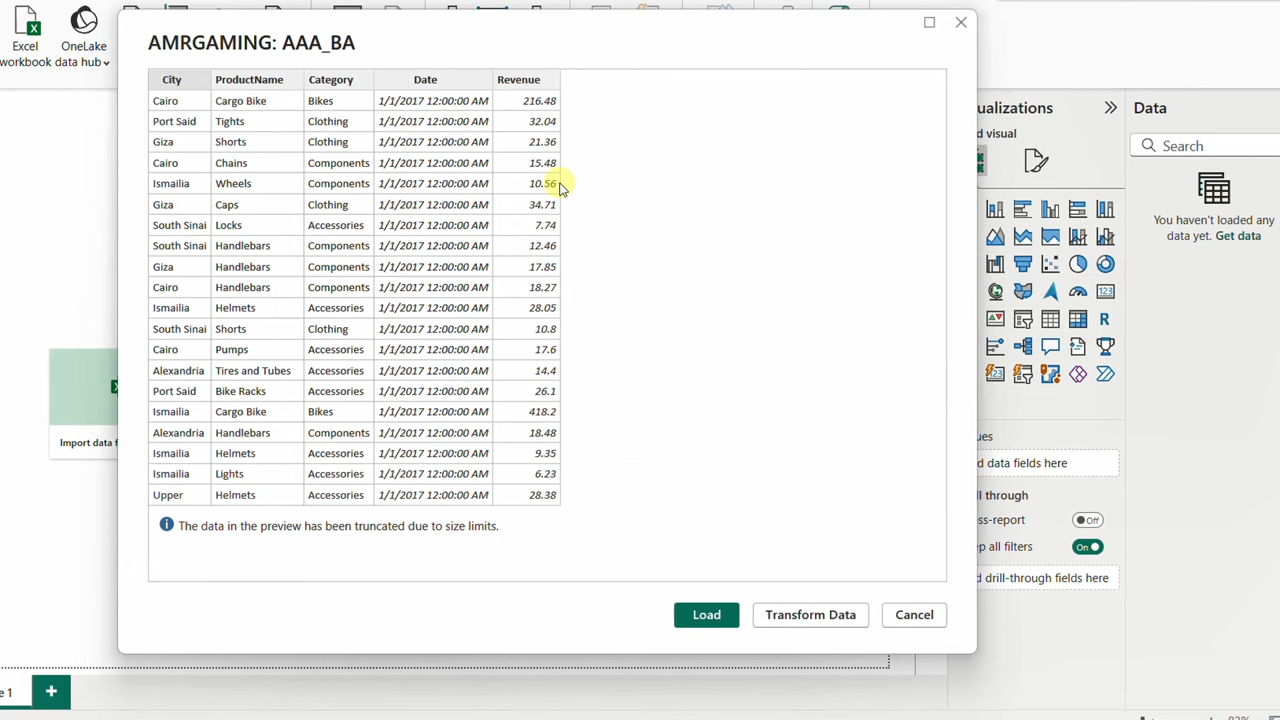 Excel
workbook
OneLake
data hub
AMRGAMING: AAA_BA
City ProductName Category Date Revenue
Cairo Cargo Bike Bikes 1/1/2017 12:00:00 AM 216.48
Port Said Tights Clothing 1/1/2017 12:00:00 AM 32.04
Giza Shorts Clothing 1/1/2017 12:00:00 AM 21.36
Cairo Chains Components 1/1/2017 12:00:00 AM 15.48
Ismailia Wheels Components 1/1/2017 12:00:00 AM 10.56
Giza Caps Clothing 1/1/2017 12:00:00 AM 34.71
South Sinai Locks Accessories 1/1/2017 12:00:00 AM 7.74
South Sinai Handlebars Components 1/1/2017 12:00:00 AM 12.46
Giza Handlebars Components 1/1/2017 12:00:00 AM 17.85
Cairo Handlebars Components 1/1/2017 12:00:00 AM 18.27
Ismailia Helmets Accessories 1/1/2017 12:00:00 AM 28.05
South Sinai Shorts Clothing 1/1/2017 12:00:00 AM 10.8
Cairo Pumps Accessories 1/1/2017 12:00:00 AM 17.6
Alexandria Tires and Tubes Accessories 1/1/2017 12:00:00 AM 14.4
Port Said Bike Racks Accessories 1/1/2017 12:00:00 AM 26.1
Ismailia Cargo Bike Bikes 1/1/2017 12:00:00 AM 418.2
Alexandria Handlebars Components 1/1/2017 12:00:00 AM 18.48
Ismailia Helmets Accessories 1/1/2017 12:00:00 AM 9.35
Ismailia Lights Accessories 1/1/2017 12:00:00 AM 6.23
Upper Helmets Accessories 1/1/2017 12:00:00 AM 28.38
The data in the preview has been truncated due to size limits.
Load Transform Data Cancel
Import data f
ualizations
d visual
123
R
123
ues
d data fields here
ll through
ss-report Off
p all filters On
d drill-through fields here
Data
Search
You haven't loaded any
data yet. Get data
e 1 +